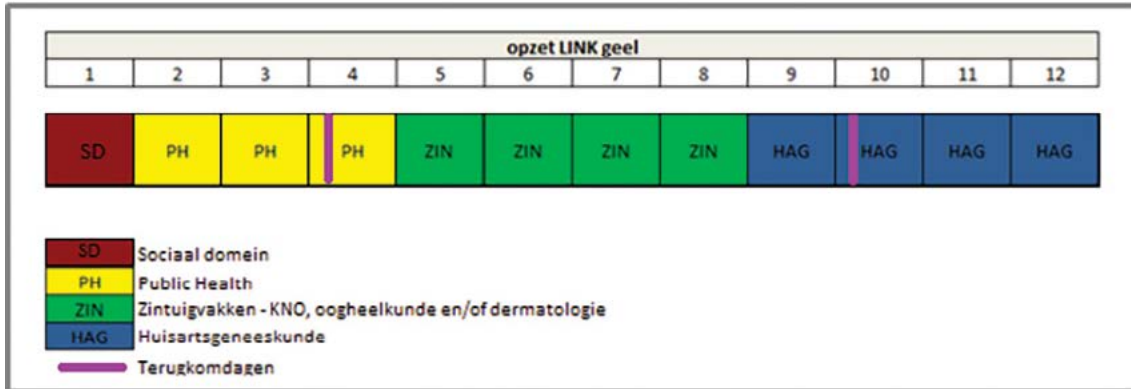 opzet LINK geel
1 2 3 4 5 6 7 8 9 10 11 12
SD PH PH PH ZIN ZIN ZIN ZIN HAG HAG HAG HAG
SD Sociaal domein
PH Public Health
ZIN Zintuigvakken - KNO, oogheelkunde en/of dermatologie
HAG Huisartsgeneeskunde
Terugkomdagen